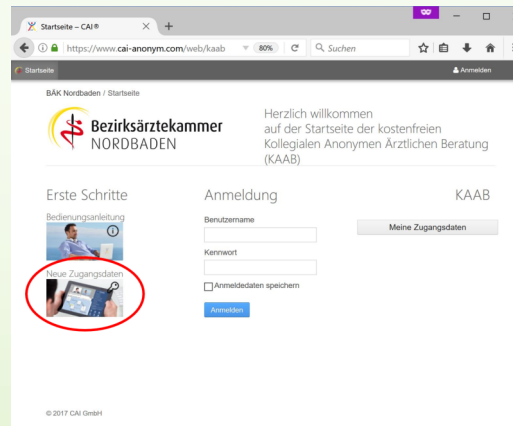 Startseite – CAI®
https://www.cai-anonym.com/web/kaab
80%
Suchen
Startseite
Anmelden
BÄK Nordbaden / Startseite
Bezirksärztekammer
NORDBADEN
Herzlich willkommen
auf der Startseite der kostenfreien
Kollegialen Anonymen Ärztlichen Beratung
(KAAB)
Erste Schritte
Bedienungsanleitung
Neue Zugangsdaten
Anmeldung
Benutzername
Kennwort
Anmeldedaten speichern
Anmelden
KAAB
Meine Zugangsdaten
© 2017 CAI GmbH